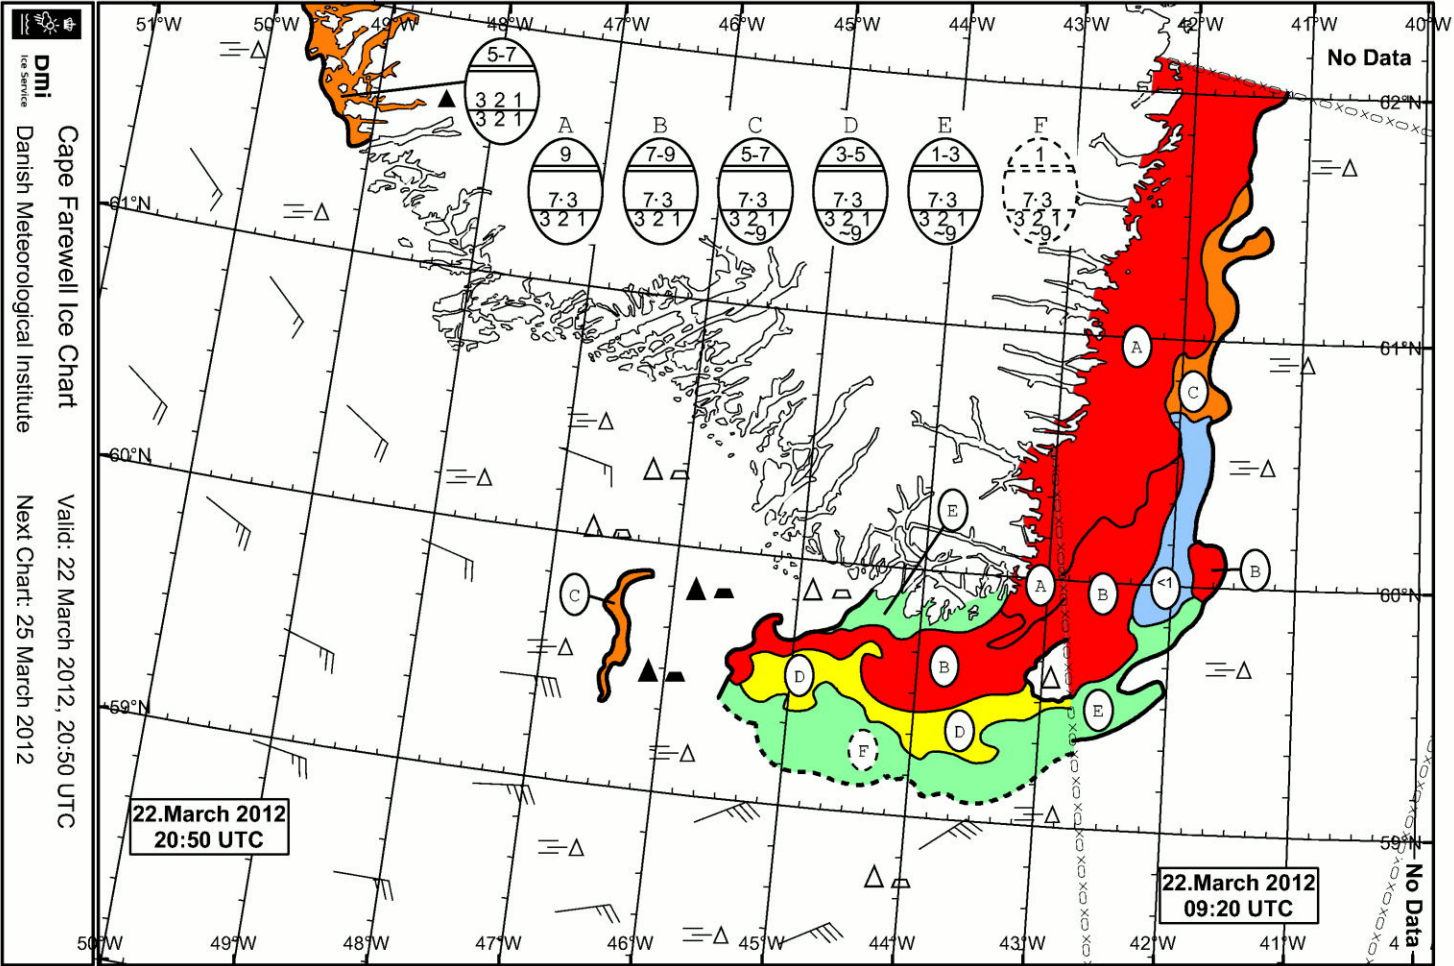 Dmi
Ice Service
Cape Farewell Ice Chart
Danish Meteorological Institute
Valid: 22 March 2012, 20:50 UTC
Next Chart: 25 March 2012
51°W 50°W 49°W 48°W 47°W 46°W 45°W 44°W 43°W 42°W 41°W 40°W
No Data
62°N
5-7
3 2 1
3 2 1
A B C D E F
9 7-9 5-7 3-5 1-3 1
7·3 7·3 7·3 7·3 7·3 7·3
3 2 1 3 2 1 3 2 1 3 2 1 3 2 1 3 2 1
~9 ~9 ~9 ~9
61°N
A
61°N
C
60°N
E
A
B
<1
B
60°N
C
D
B
59°N
E
D
F
22.March 2012
20:50 UTC
59°N
22.March 2012
09:20 UTC
No Data
50°W 49°W 48°W 47°W 46°W 45°W 44°W 43°W 42°W 41°W 4